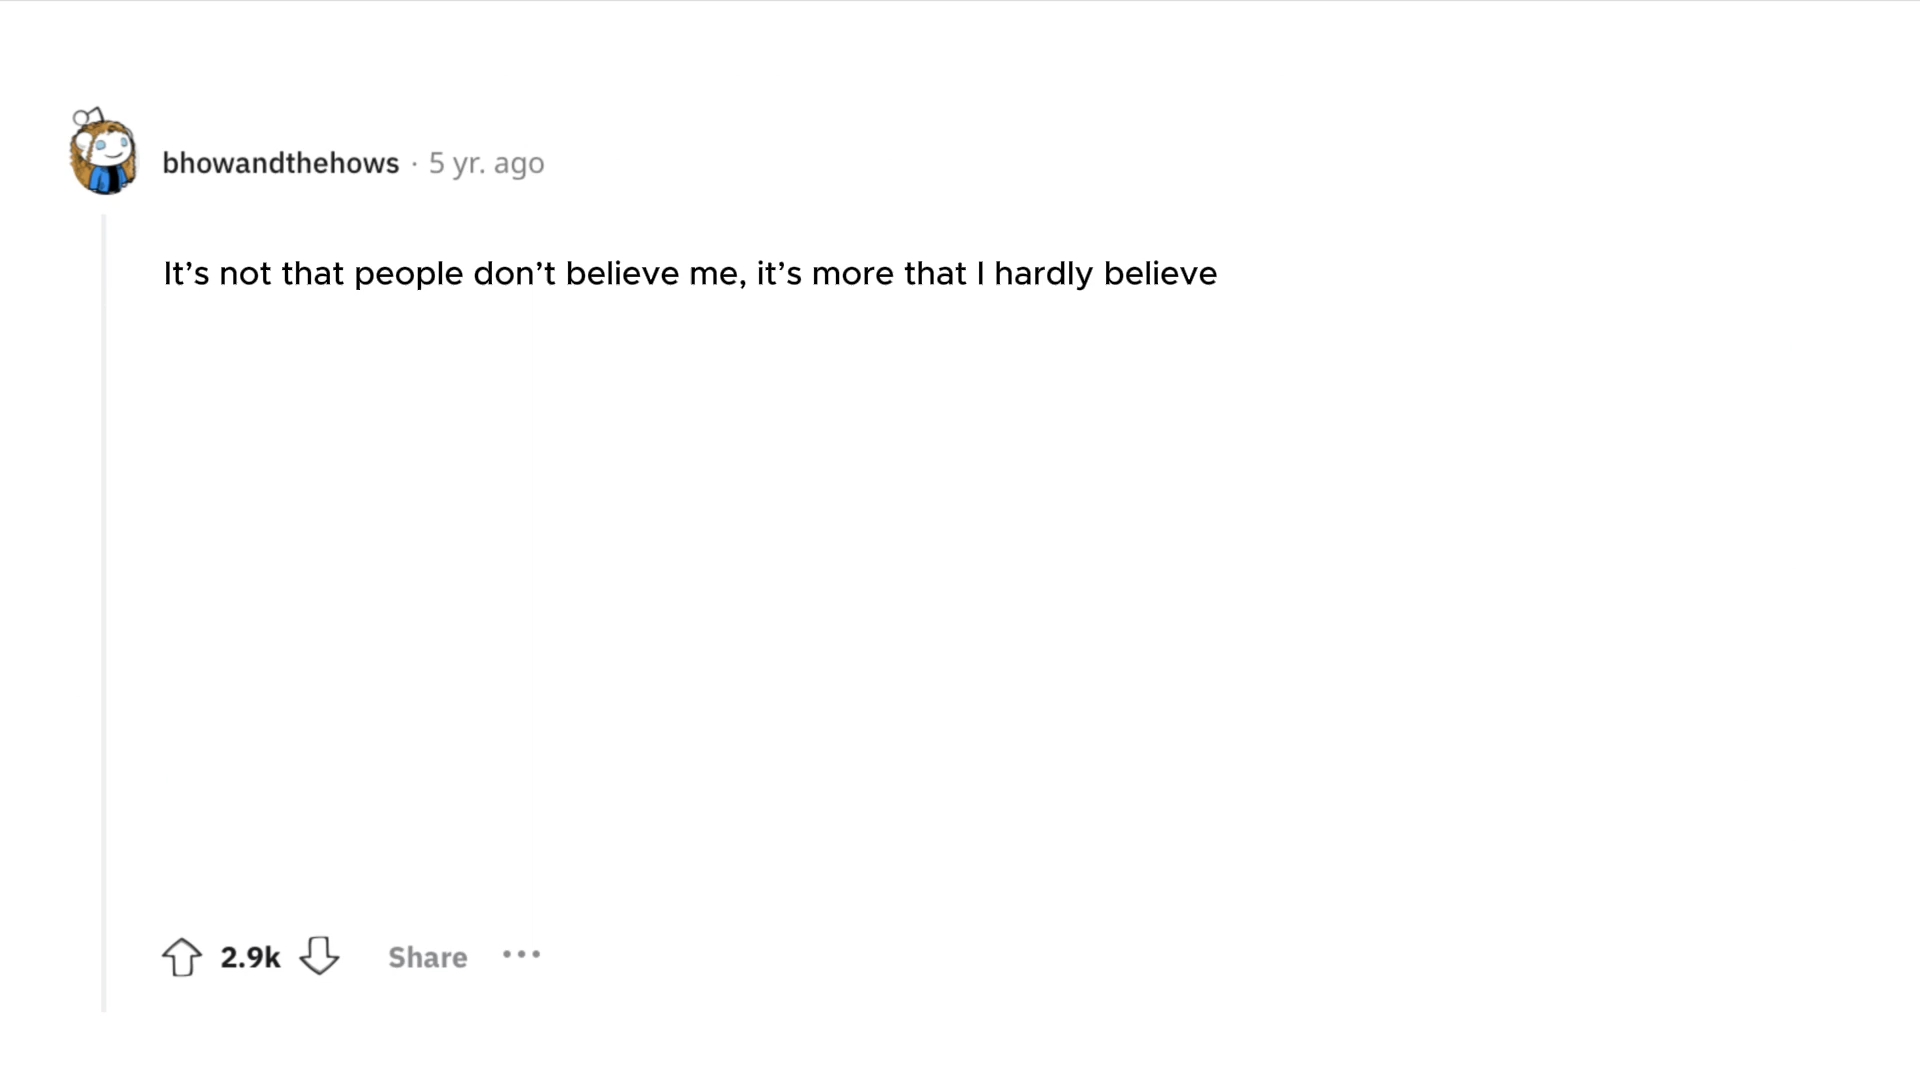 bhowandthehows · 5 yr. ago
It’s not that people don’t believe me, it’s more that I hardly believe
2.9k Share ···